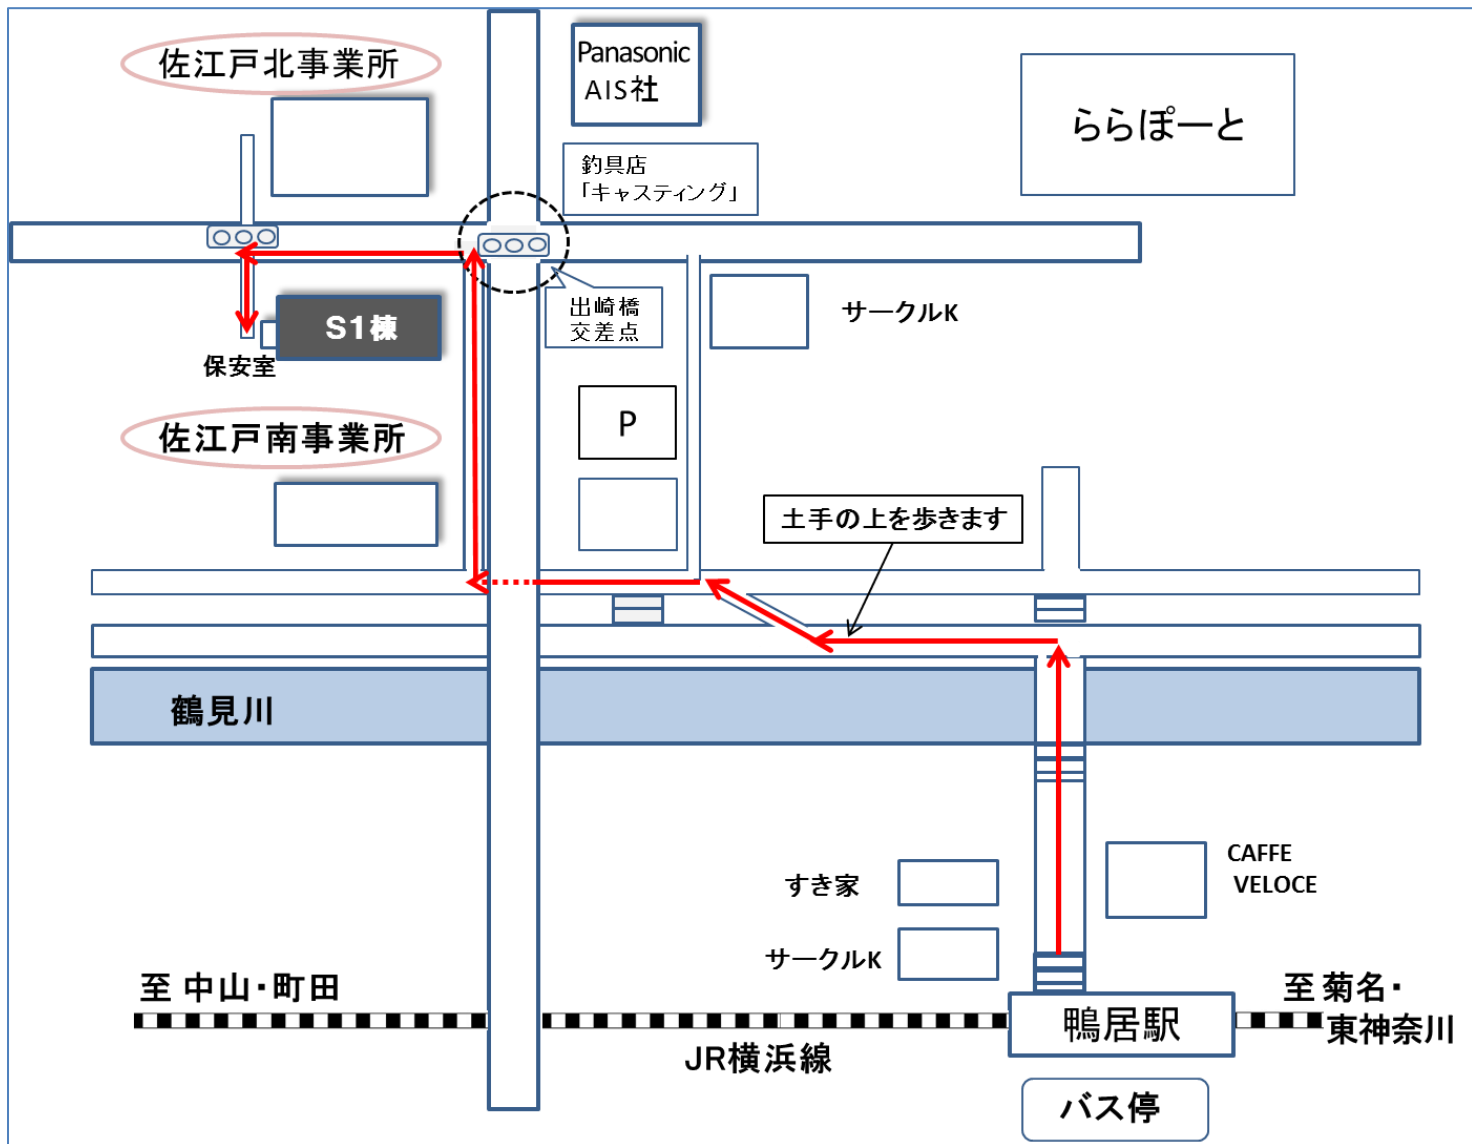 佐江戸北事業所
Panasonic
AIS社
ららぽーと
釣具店
「キャスティング」
出崎橋
交差点
サークルK
S1棟
保安室
P
佐江戸南事業所
土手の上を歩きます
鶴見川
CAFFE
VELOCE
すき家
サークルK
至 中山・町田
至 菊名・
東神奈川
鴨居駅
JR横浜線
バス停